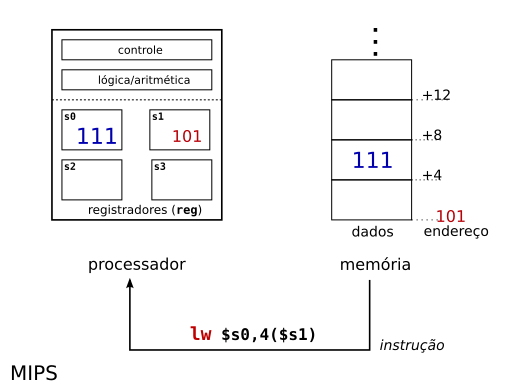 controle
lógica/aritmética
s0
111
s1
101
s2
s3
registradores (reg)
processador
+12
+8
111
+4
101
dados
endereço
memória
lw $s0,4($s1)
instrução
MIPS